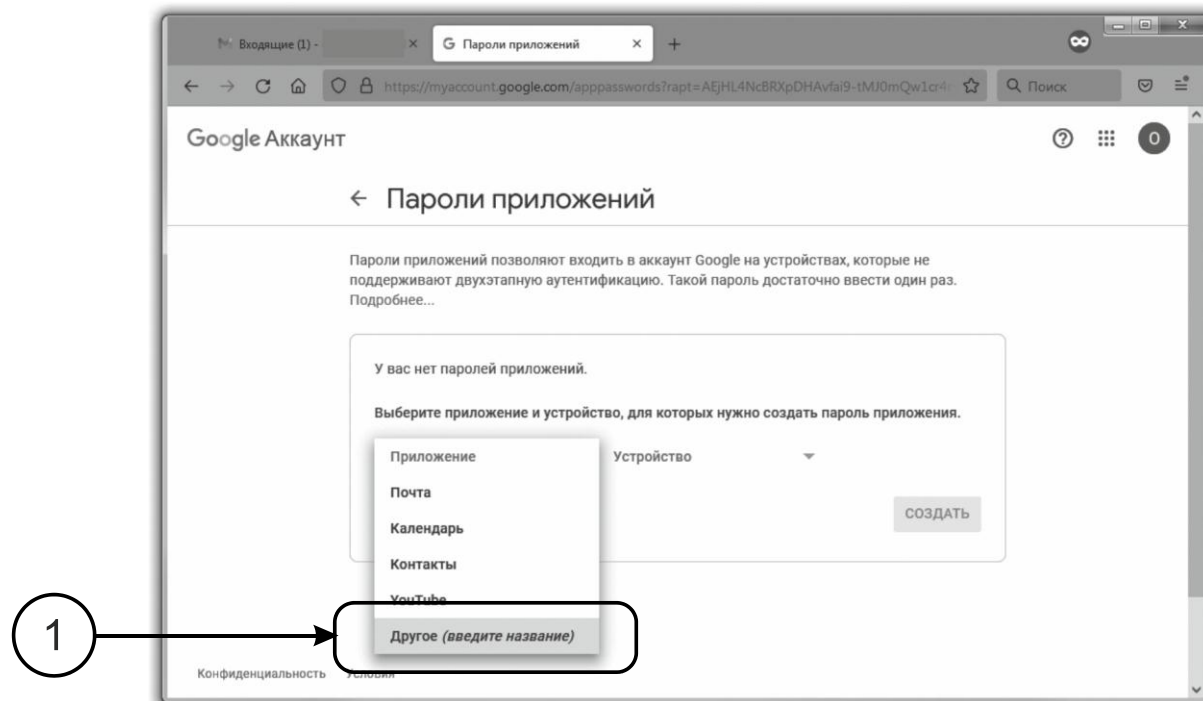 Входящие (1) -
G Пароли приложений
https://myaccount.google.com/apppasswords?rapt=
Поиск
Google Аккаунт
O
Пароли приложений
Пароли приложений позволяют входить в аккаунт Google на устройствах, которые не
поддерживают двухэтапную аутентификацию. Такой пароль достаточно ввести один раз.
Подробнее...
У вас нет паролей приложений.
Выберите приложение и устройство, для которых нужно создать пароль приложения.
Приложение
Устройство
Почта
Календарь
СОЗДАТЬ
Контакты
YouTube
1
Другое (введите название)
Конфиденциальность
Условия